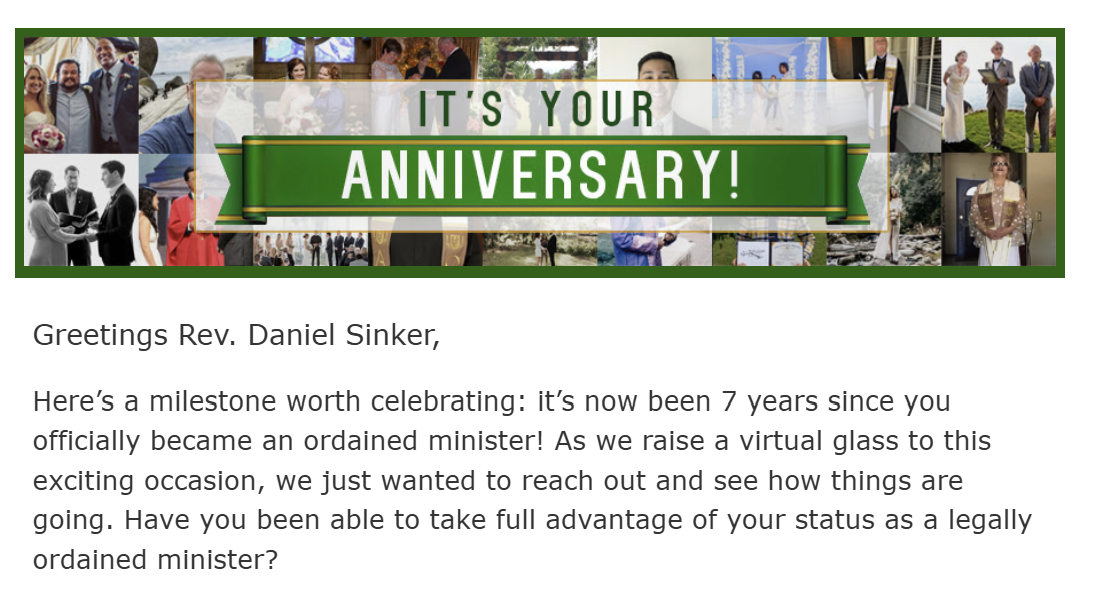 IT'S YOUR
ANNIVERSARY!
Greetings Rev. Daniel Sinker,
Here’s a milestone worth celebrating: it’s now been 7 years since you
officially became an ordained minister! As we raise a virtual glass to this
exciting occasion, we just wanted to reach out and see how things are
going. Have you been able to take full advantage of your status as a legally
ordained minister?